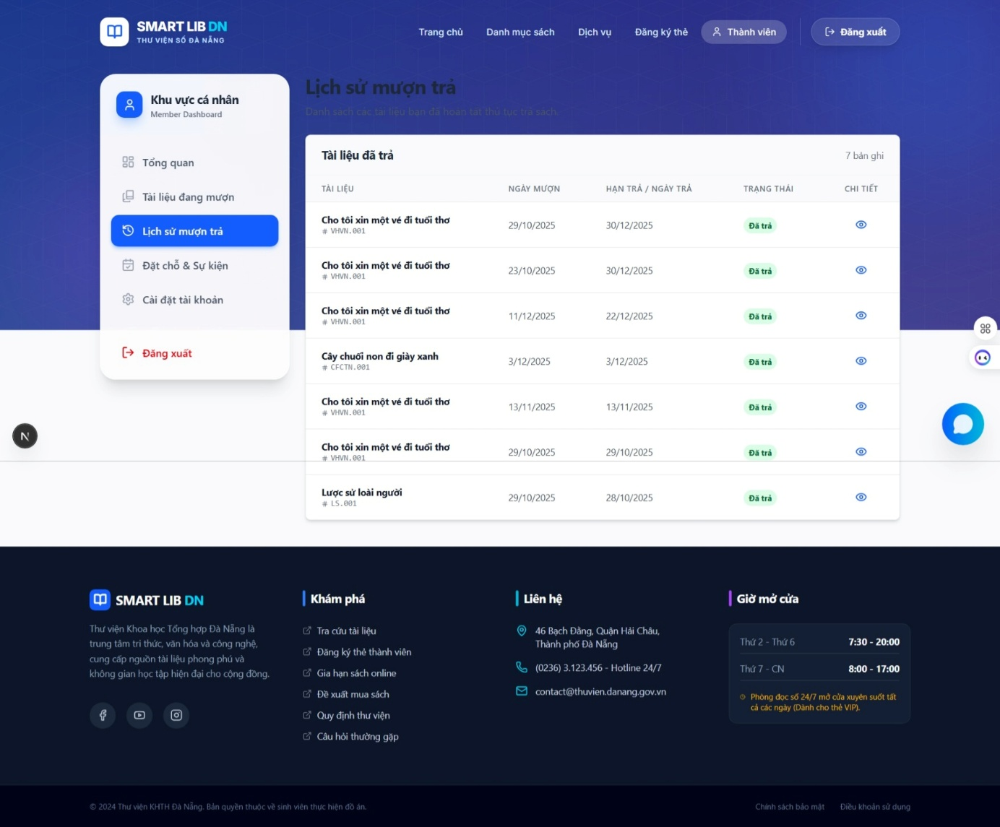 SMART LIB DN
THƯ VIỆN SỐ ĐÀ NẴNG
Trang chủ
Danh mục sách
Dịch vụ
Đăng ký thẻ
Thành viên
Đăng xuất
Khu vực cá nhân
Member Dashboard
Tổng quan
Tài liệu đang mượn
Lịch sử mượn trả
Đặt chỗ & Sự kiện
Cài đặt tài khoản
Đăng xuất
Lịch sử mượn trả
Danh sách các tài liệu bạn đã hoàn tất thủ tục trả sách.
Tài liệu đã trả
7 bản ghi
TÀI LIỆU NGÀY MƯỢN HẠN TRẢ / NGÀY TRẢ TRẠNG THÁI CHI TIẾT
Cho tôi xin một vé đi tuổi thơ
# VHVN.001
29/10/2025 30/12/2025 Đã trả
Cho tôi xin một vé đi tuổi thơ
# VHVN.001
23/10/2025 30/12/2025 Đã trả
Cho tôi xin một vé đi tuổi thơ
# VHVN.001
11/12/2025 22/12/2025 Đã trả
Cây chuối non đi giày xanh
# CFCTN.001
3/12/2025 3/12/2025 Đã trả
Cho tôi xin một vé đi tuổi thơ
# VHVN.001
13/11/2025 13/11/2025 Đã trả
Cho tôi xin một vé đi tuổi thơ
# VHVN.001
29/10/2025 29/10/2025 Đã trả
Lược sử loài người
# LS.001
29/10/2025 28/10/2025 Đã trả
N
SMART LIB DN
Thư viện Khoa học Tổng hợp Đà Nẵng là
trung tâm tri thức, văn hóa và công nghệ,
cung cấp nguồn tài liệu phong phú và
không gian học tập hiện đại cho cộng đồng.
Khám phá
Tra cứu tài liệu
Đăng ký thẻ thành viên
Gia hạn sách online
Đề xuất mua sách
Quy định thư viện
Câu hỏi thường gặp
Liên hệ
46 Bạch Đằng, Quận Hải Châu,
Thành phố Đà Nẵng
(0236) 3.123.456 - Hotline 24/7
contact@thuvien.danang.gov.vn
Giờ mở cửa
Thứ 2 - Thứ 6 7:30 - 20:00
Thứ 7 - CN 8:00 - 17:00
Phòng đọc số 24/7 mở cửa xuyên suốt tất
cả các ngày (Dành cho thẻ VIP).
© 2024 Thư viện KHTH Đà Nẵng. Bản quyền thuộc về sinh viên thực hiện đồ án.
Chính sách bảo mật
Điều khoản sử dụng